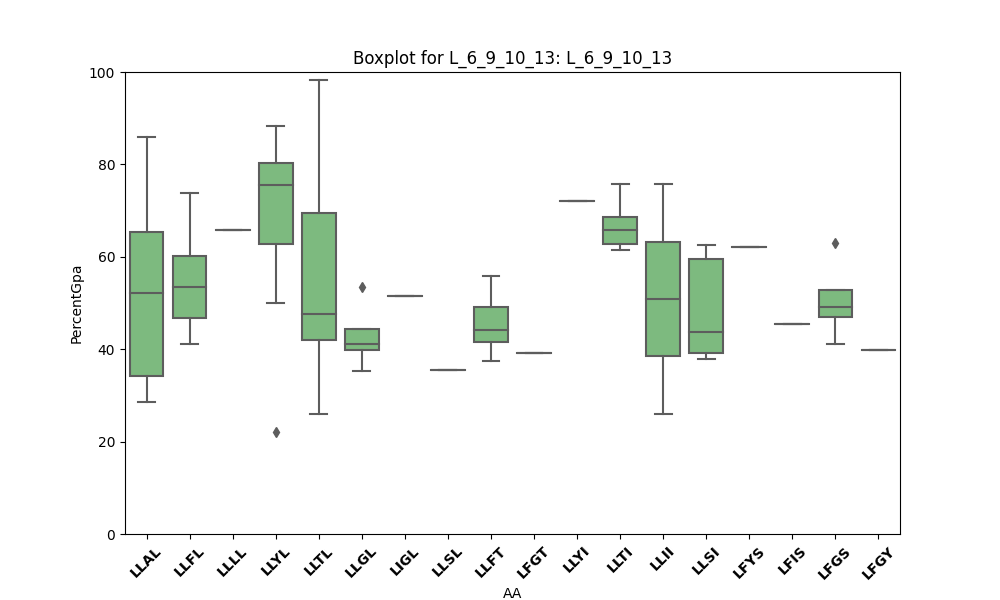 Boxplot for L_6_9_10_13: L_6_9_10_13
100
80
60
40
20
0
PercentGpa
LLAL LLFL LLLL LLYL LLTL LLGL LIGL LLSL LLFT LFGT LLYI LLTI LLII LLSI LFYS LFIS LFGS LFGY
AA